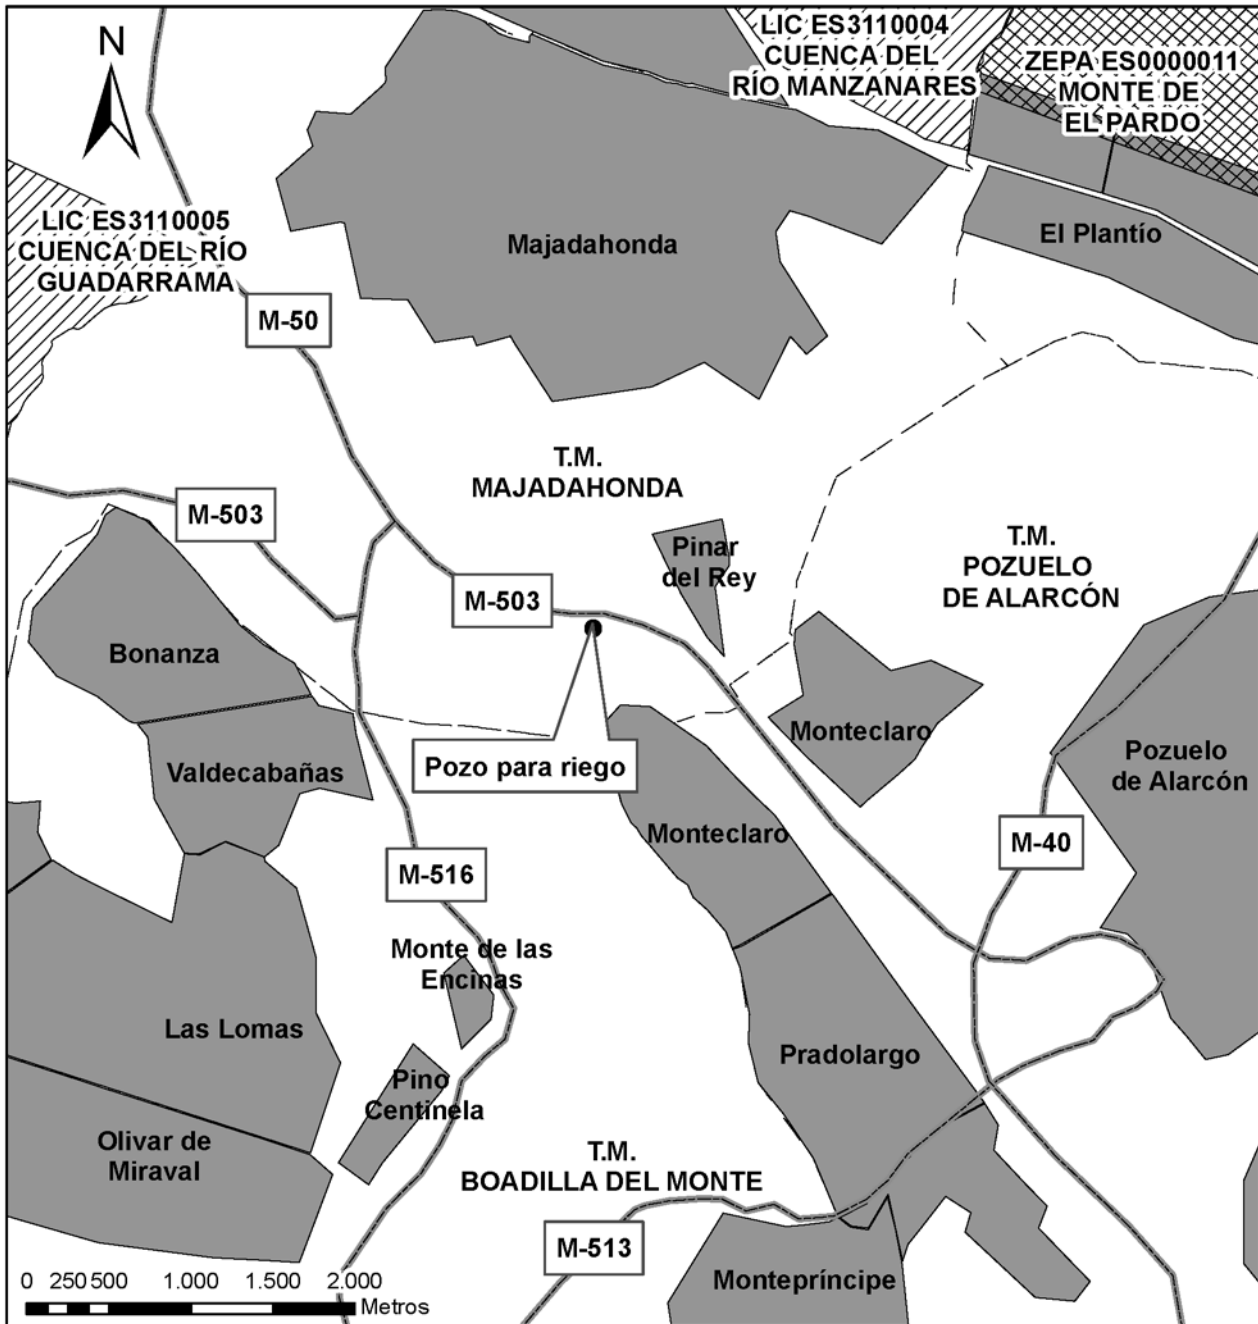 LIC ES3110004
CUENCA DEL
RÍO MANZANARES
ZEPA ES0000011
MONTE DE
EL PARDO
N
LIC ES3110005
CUENCA DEL RÍO
GUADARRAMA
Majadahonda
El Plantío
M-50
T.M.
MAJADAHONDA
M-503
Pinar
del Rey
T.M.
POZUELO
DE ALARCÓN
M-503
Bonanza
Monteclaro
Pozuelo
de Alarcón
Valdecabañas
Pozo para riego
Monteclaro
M-40
M-516
Monte de las
Encinas
Las Lomas
Pradolargo
Pino
Centinela
Olivar de
Miraval
T.M.
BOADILLA DEL MONTE
M-513
Montepríncipe
0 250 500 1.000 1.500 2.000
Metros